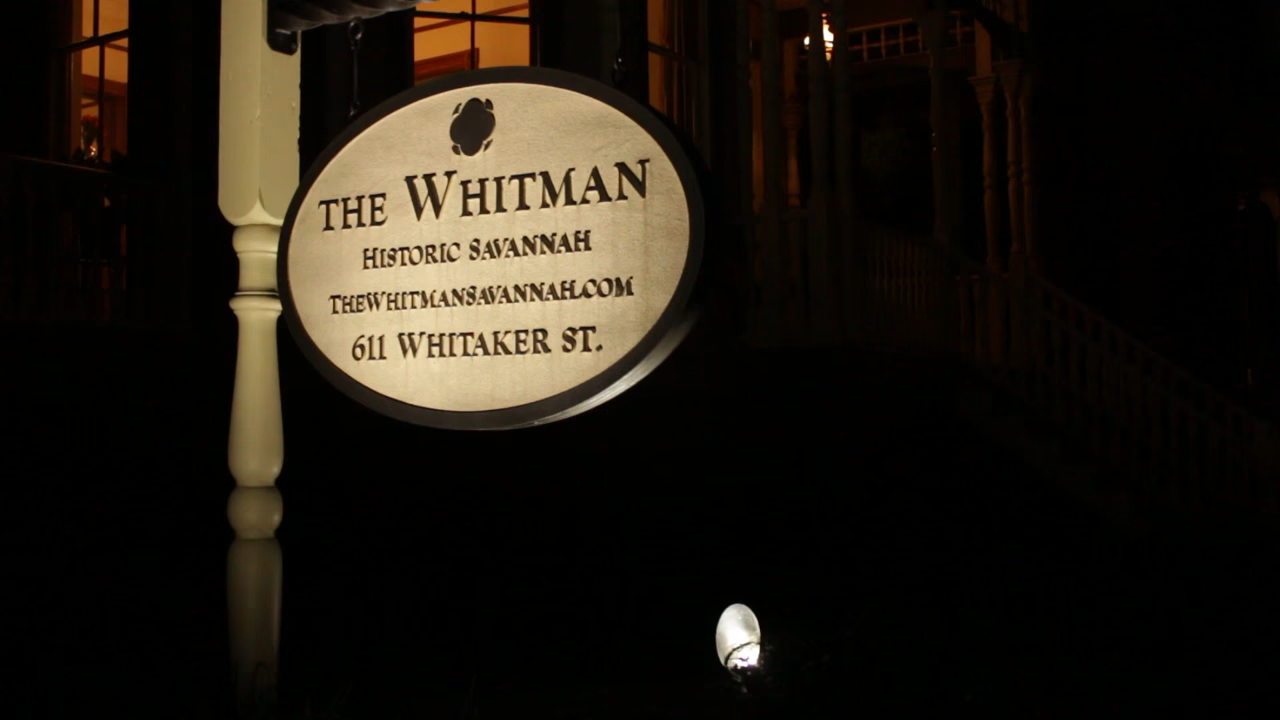 THE WHITMAN
HISTORIC SAVANNAH
THEWHITMANSAVANNAH.COM
611 WHITAKER ST.